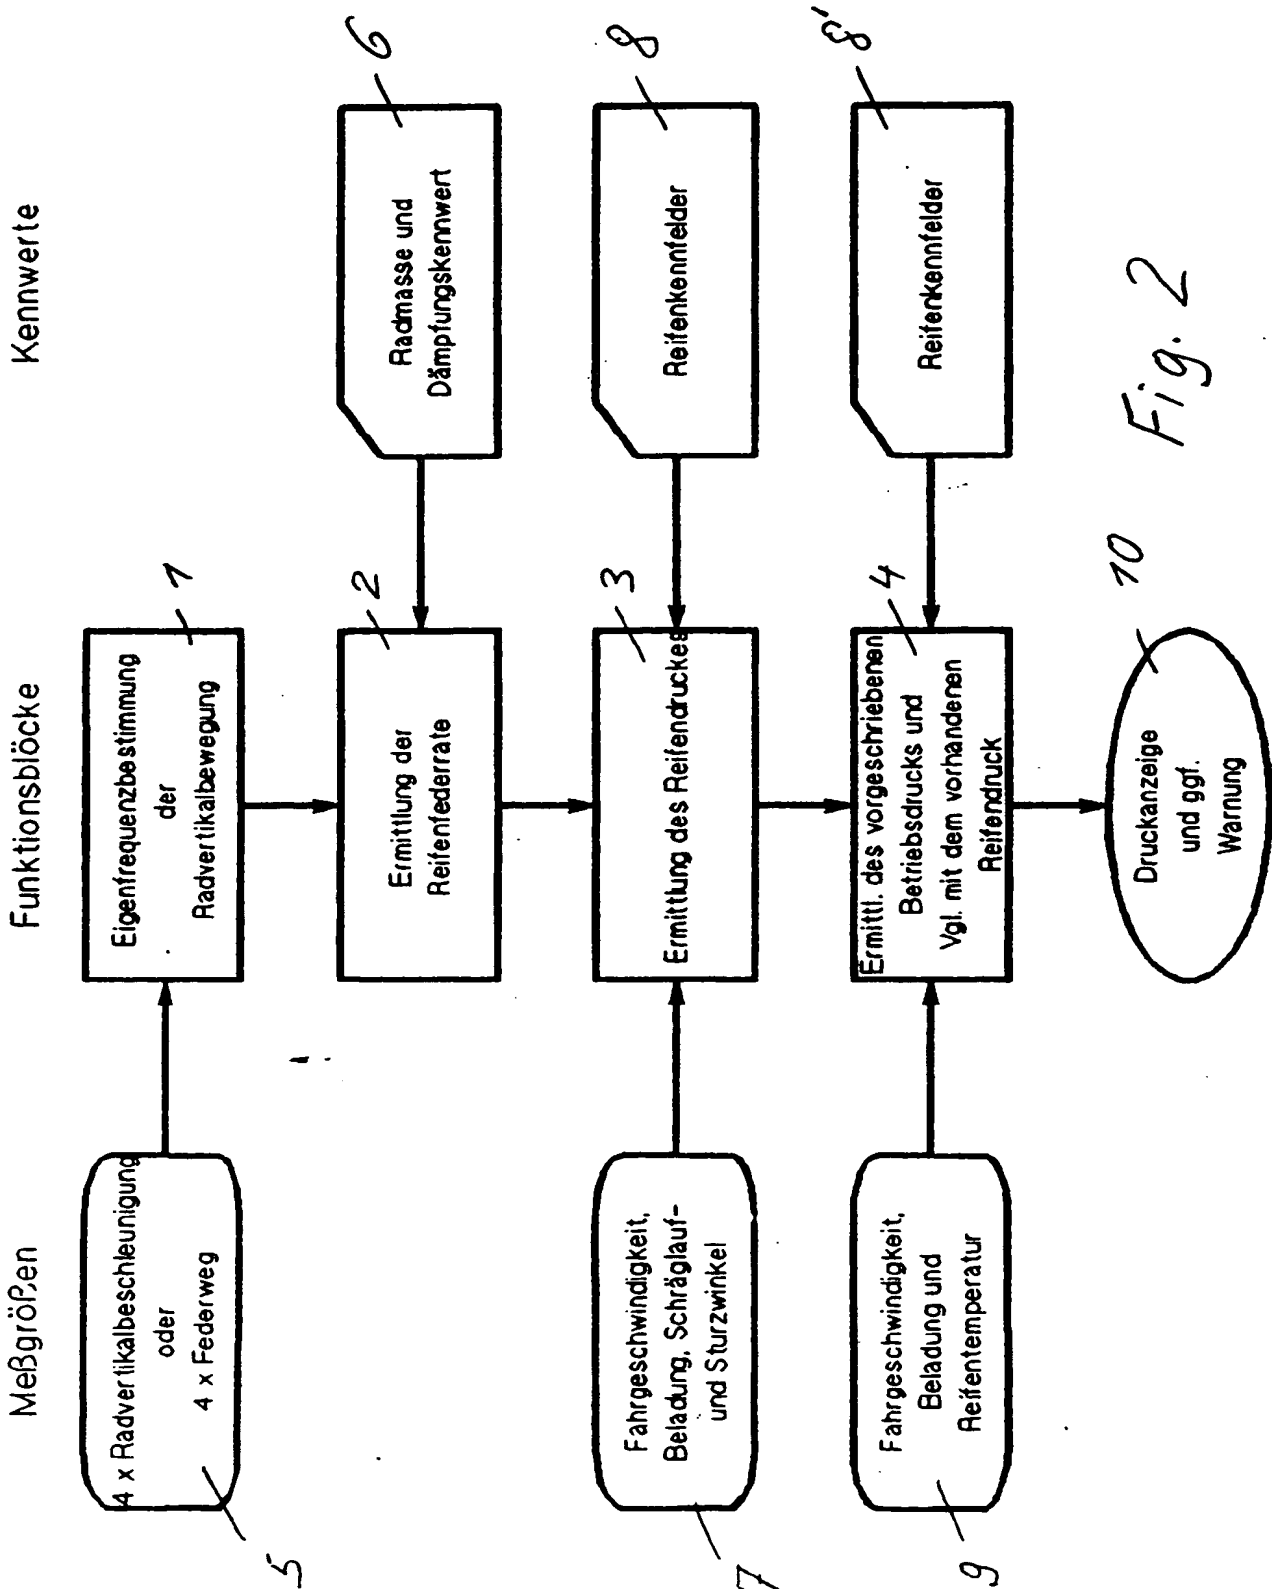 Meßgrößen
Funktionsblöcke
Kennwerte
5
4 x Radvertikalbeschleunigung
oder
4 x Federweg
1
Eigenfrequenzbestimmung
der
Radvertikalbewegung
2
Ermittlung der
Reifenfederrate
6
Radmasse und
Dämpfungskennwert
7
Fahrgeschwindigkeit,
Beladung, Schräglauf-
und Sturzwinkel
3
Ermittlung des Reifendruckes
8
Reifenkennfelder
9
Fahrgeschwindigkeit,
Beladung und
Reifentemperatur
4
Ermittl. des vorgeschriebenen
Betriebsdrucks und
Vgl. mit dem vorhandenen
Reifendruck
8'
Reifenkennfelder
10
Druckanzeige
und ggf.
Warnung
Fig. 2